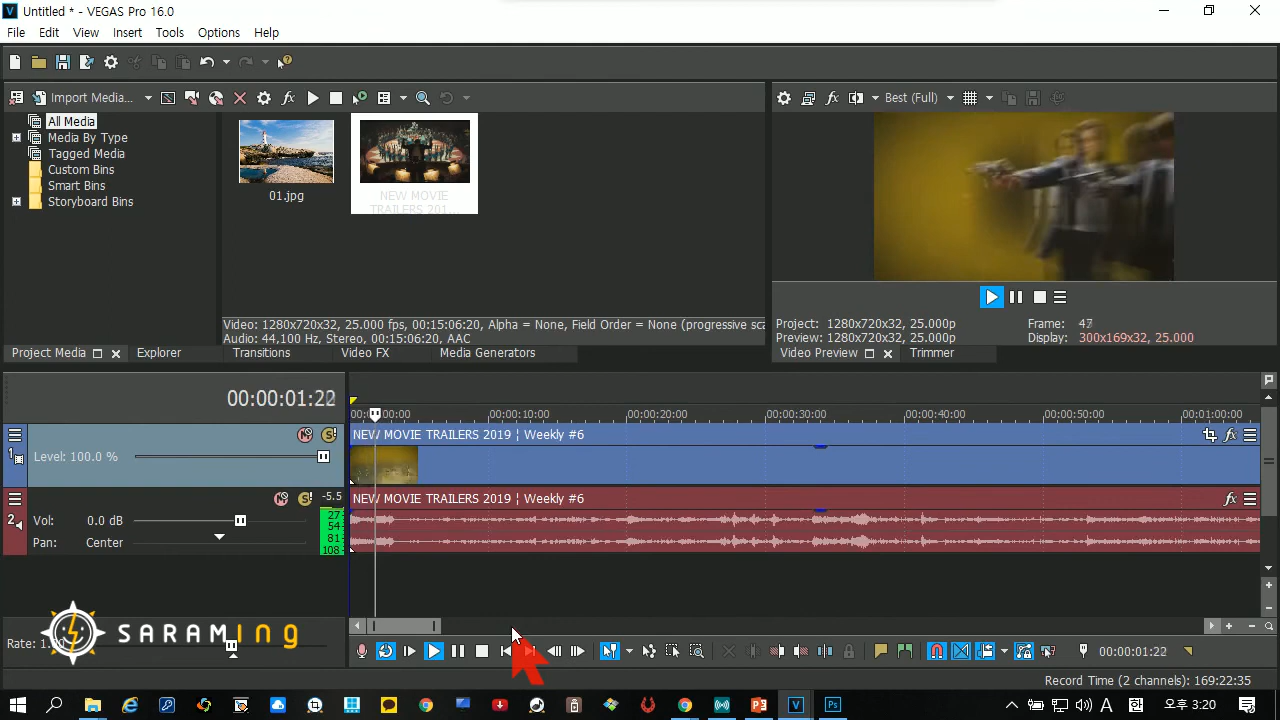 Untitled * - VEGAS Pro 16.0
File Edit View Insert Tools Options Help
Import Media...
Best (Full)
All Media
Media By Type
Tagged Media
Custom Bins
Smart Bins
Storyboard Bins
01.jpg
NEW MOVIE
TRAILERS 201...
Video: 1280x720x32, 25.000 fps, 00:15:06:20, Alpha = None, Field Order = None (progressive sca
Audio: 44,100 Hz, Stereo, 00:15:06:20, AAC
Project: 1280x720x32, 25.000p
Frame: 47
Preview: 1280x720x32, 25.000p
Display: 300x169x32, 25.000
Project Media Explorer Transitions Video FX Media Generators
Video Preview Trimmer
00:00:01:22
00:00:10:00 00:00:20:00 00:00:30:00 00:00:40:00 00:00:50:00 00:01:00:00
NEW MOVIE TRAILERS 2019 ¦ Weekly #6
1
Level: 100.0 %
NEW MOVIE TRAILERS 2019 ¦ Weekly #6
-5.5
2
Vol: 0.0 dB
Pan: Center
27
54
81
108
SARAMING
Rate:
00:00:01:22
Record Time (2 channels): 169:22:35
A 한 오후 3:20